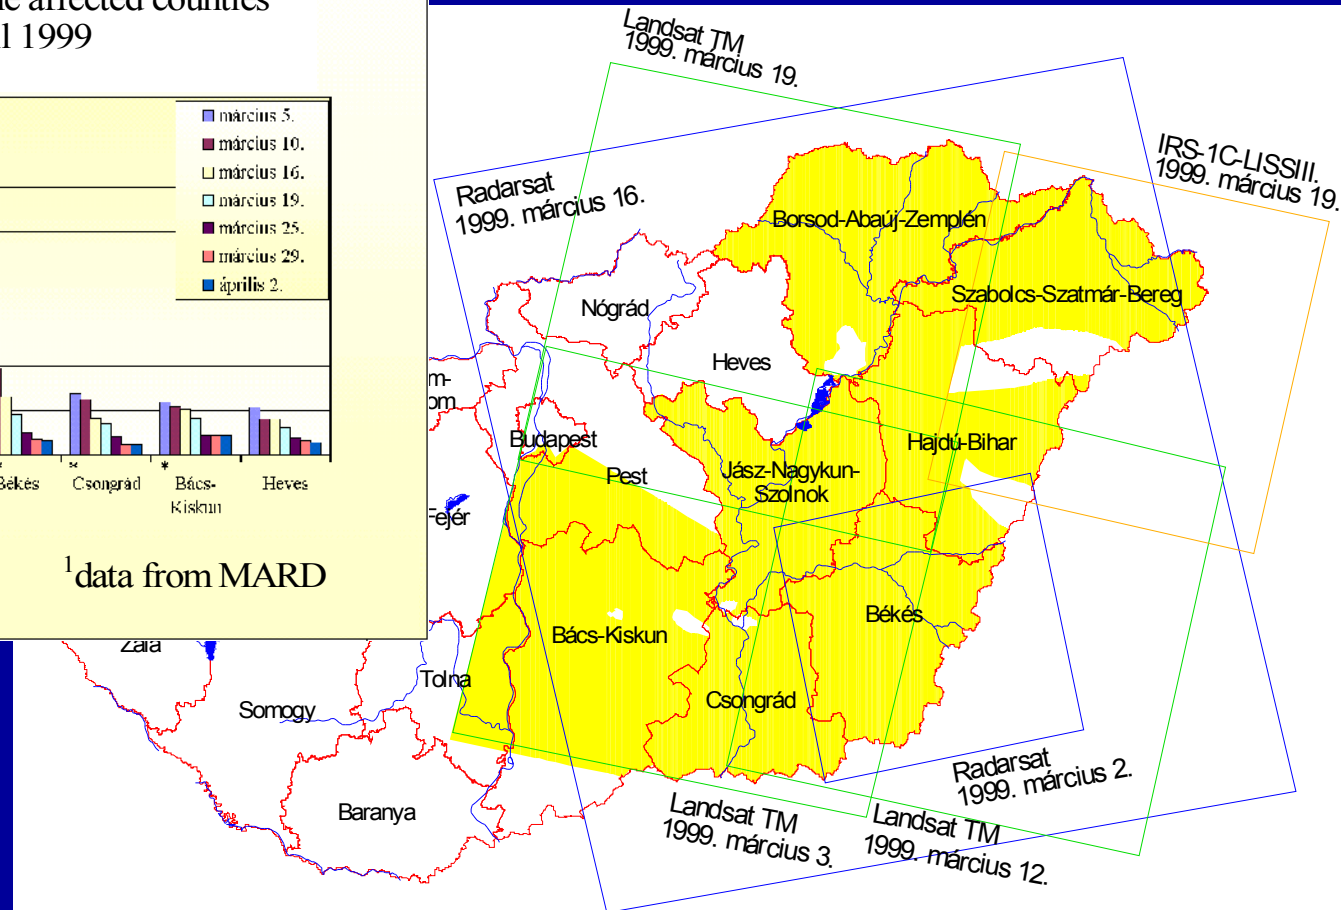 affected counties
1999
március 5.
március 10.
március 16.
március 19.
március 25.
március 29.
április 2.
*
*
Békés
Csongrád
Bács-
Kiskun
Heves
¹data from MARD
Landsat TM
1999. március 19.
Radarsat
1999. március 16.
IRS-1C-LISSIII.
1999. március 19.
Borsod-Abaúj-Zemplén
Szabolcs-Szatmár-Bereg
Nógrád
Heves
m-
om
Budapest
Pest
Jász-Nagykun-
Szolnok
Hajdú-Bihar
Fejér
Békés
Bács-Kiskun
Csongrád
Zala
Tolna
Somogy
Baranya
Radarsat
1999. március 2.
Landsat TM
1999. március 3.
Landsat TM
1999. március 12.